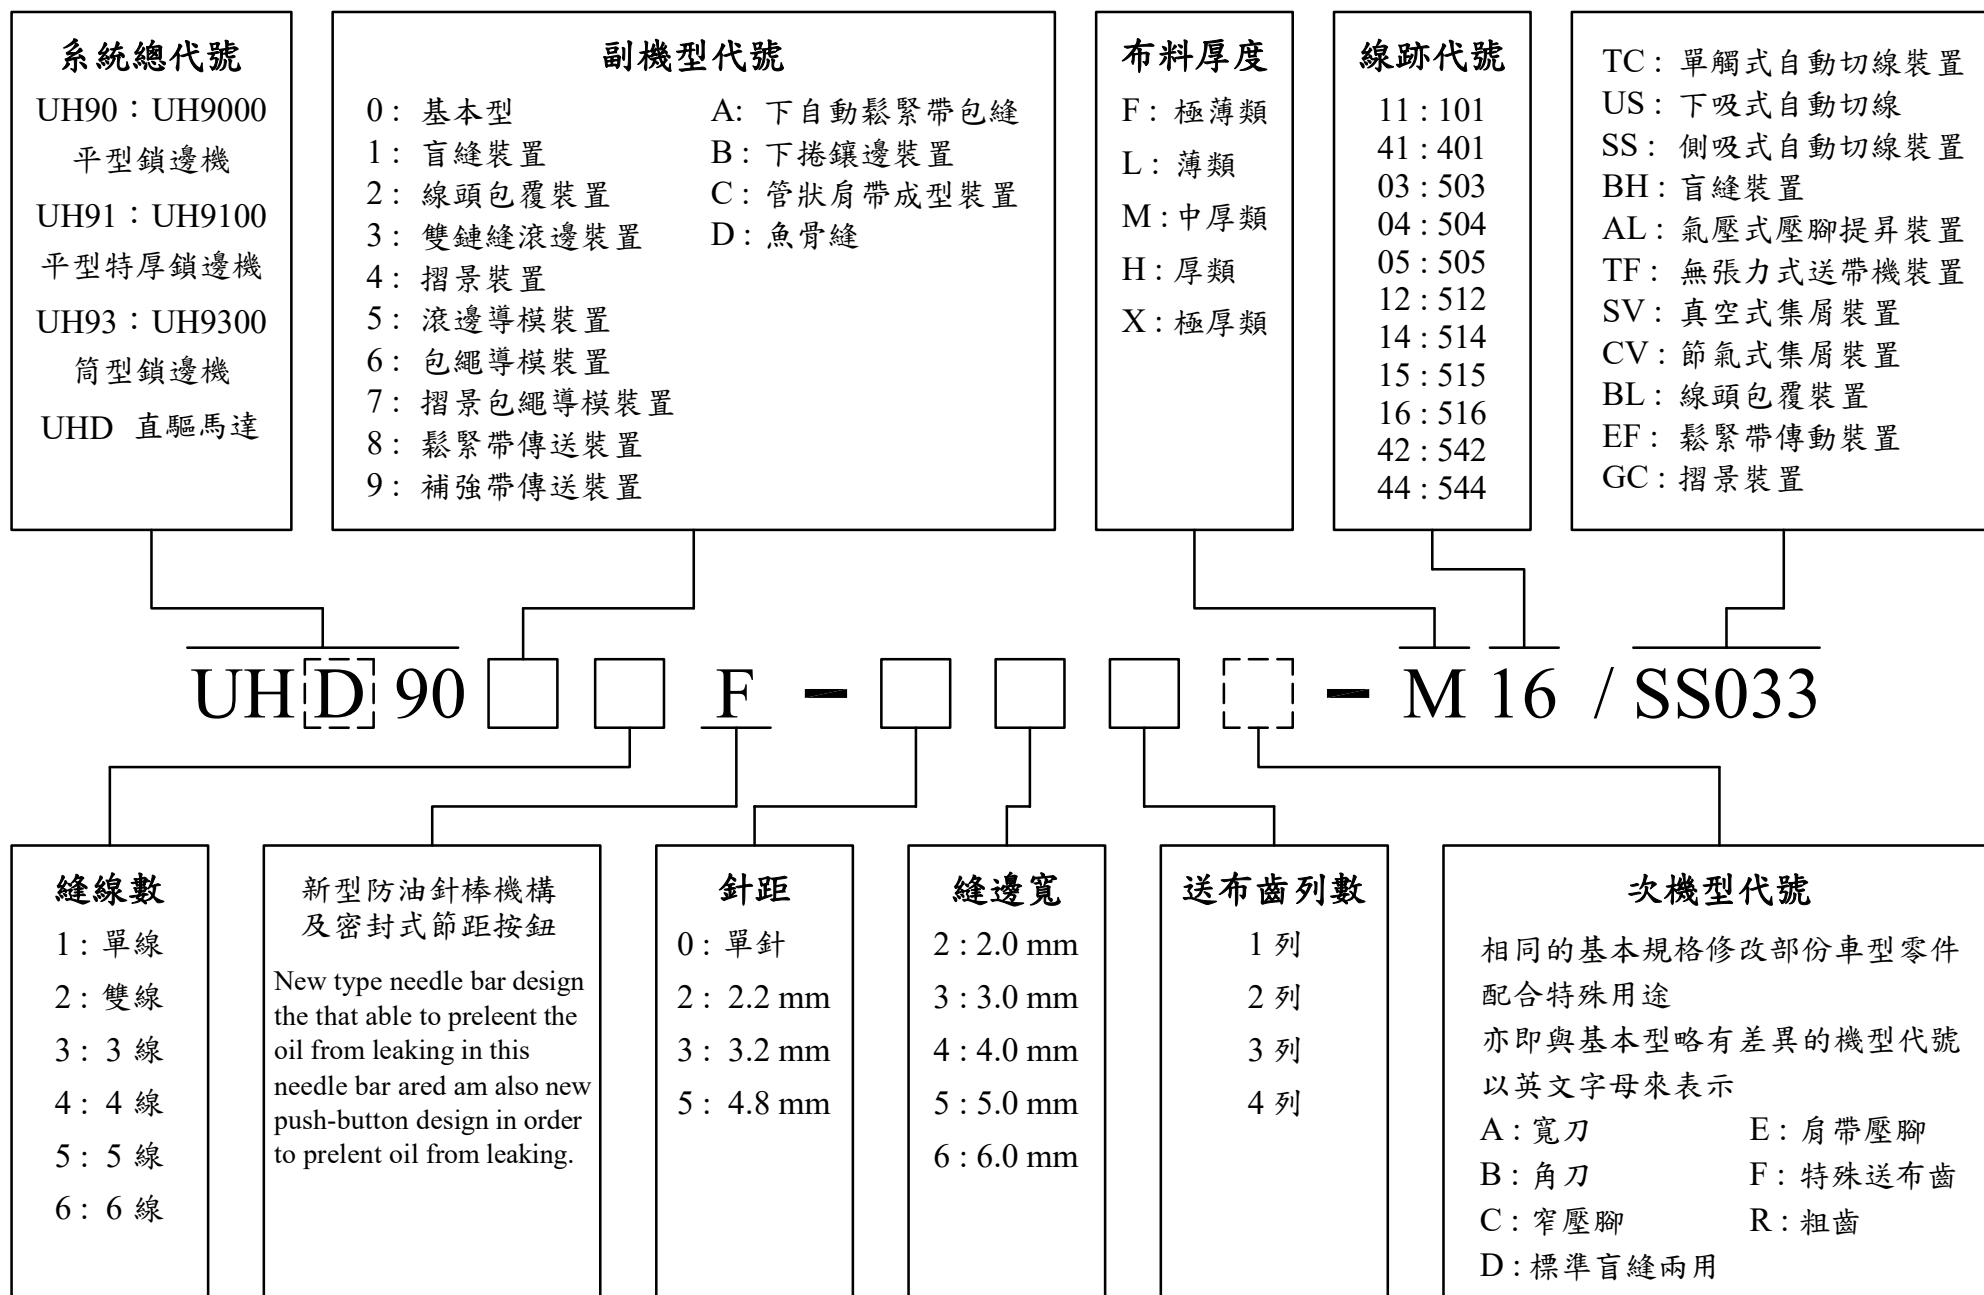 系統總代號
UH90：UH9000
平型鎖邊機
UH91：UH9100
平型特厚鎖邊機
UH93：UH9300
筒型鎖邊機
UHD 直驅馬達
副機型代號
0：基本型
1：盲縫裝置
2：線頭包覆裝置
3：雙鏈縫滾邊裝置
4：摺景裝置
5：滾邊導模裝置
6：包繩導模裝置
7：摺景包繩導模裝置
8：鬆緊帶傳送裝置
9：補強帶傳送裝置
A: 下自動鬆緊帶包縫
B：下捲鑲邊裝置
C：管狀肩帶成型裝置
D：魚骨縫
布料厚度
F：極薄類
L：薄類
M：中厚類
H：厚類
X：極厚類
線跡代號
11 : 101
41 : 401
03 : 503
04 : 504
05 : 505
12 : 512
14 : 514
15 : 515
16 : 516
42 : 542
44 : 544
TC：單觸式自動切線裝置
US：下吸式自動切線
SS：側吸式自動切線裝置
BH：盲縫裝置
AL：氣壓式壓腳提昇裝置
TF：無張力式送帶機裝置
SV：真空式集屑裝置
CV：節氣式集屑裝置
BL：線頭包覆裝置
EF：鬆緊帶傳動裝置
GC：摺景裝置
UH D 90 □ □ F - □ □ □ □ - M 16 / SS033
縫線數
1：單線
2：雙線
3：3 線
4：4 線
5：5 線
6：6 線
新型防油針棒機構
及密封式節距按鈕
New type needle bar design
the that able to preleent the
oil from leaking in this
needle bar ared am also new
push-button design in order
to prelent oil from leaking.
針距
0：單針
2：2.2 mm
3：3.2 mm
5：4.8 mm
縫邊寬
2 : 2.0 mm
3 : 3.0 mm
4 : 4.0 mm
5 : 5.0 mm
6 : 6.0 mm
送布齒列數
1 列
2 列
3 列
4 列
次機型代號
相同的基本規格修改部份車型零件
配合特殊用途
亦即與基本型略有差異的機型代號
以英文字母來表示
A：寬刀
B：角刀
C：窄壓腳
D：標準盲縫兩用
E：肩帶壓腳
F：特殊送布齒
R：粗齒